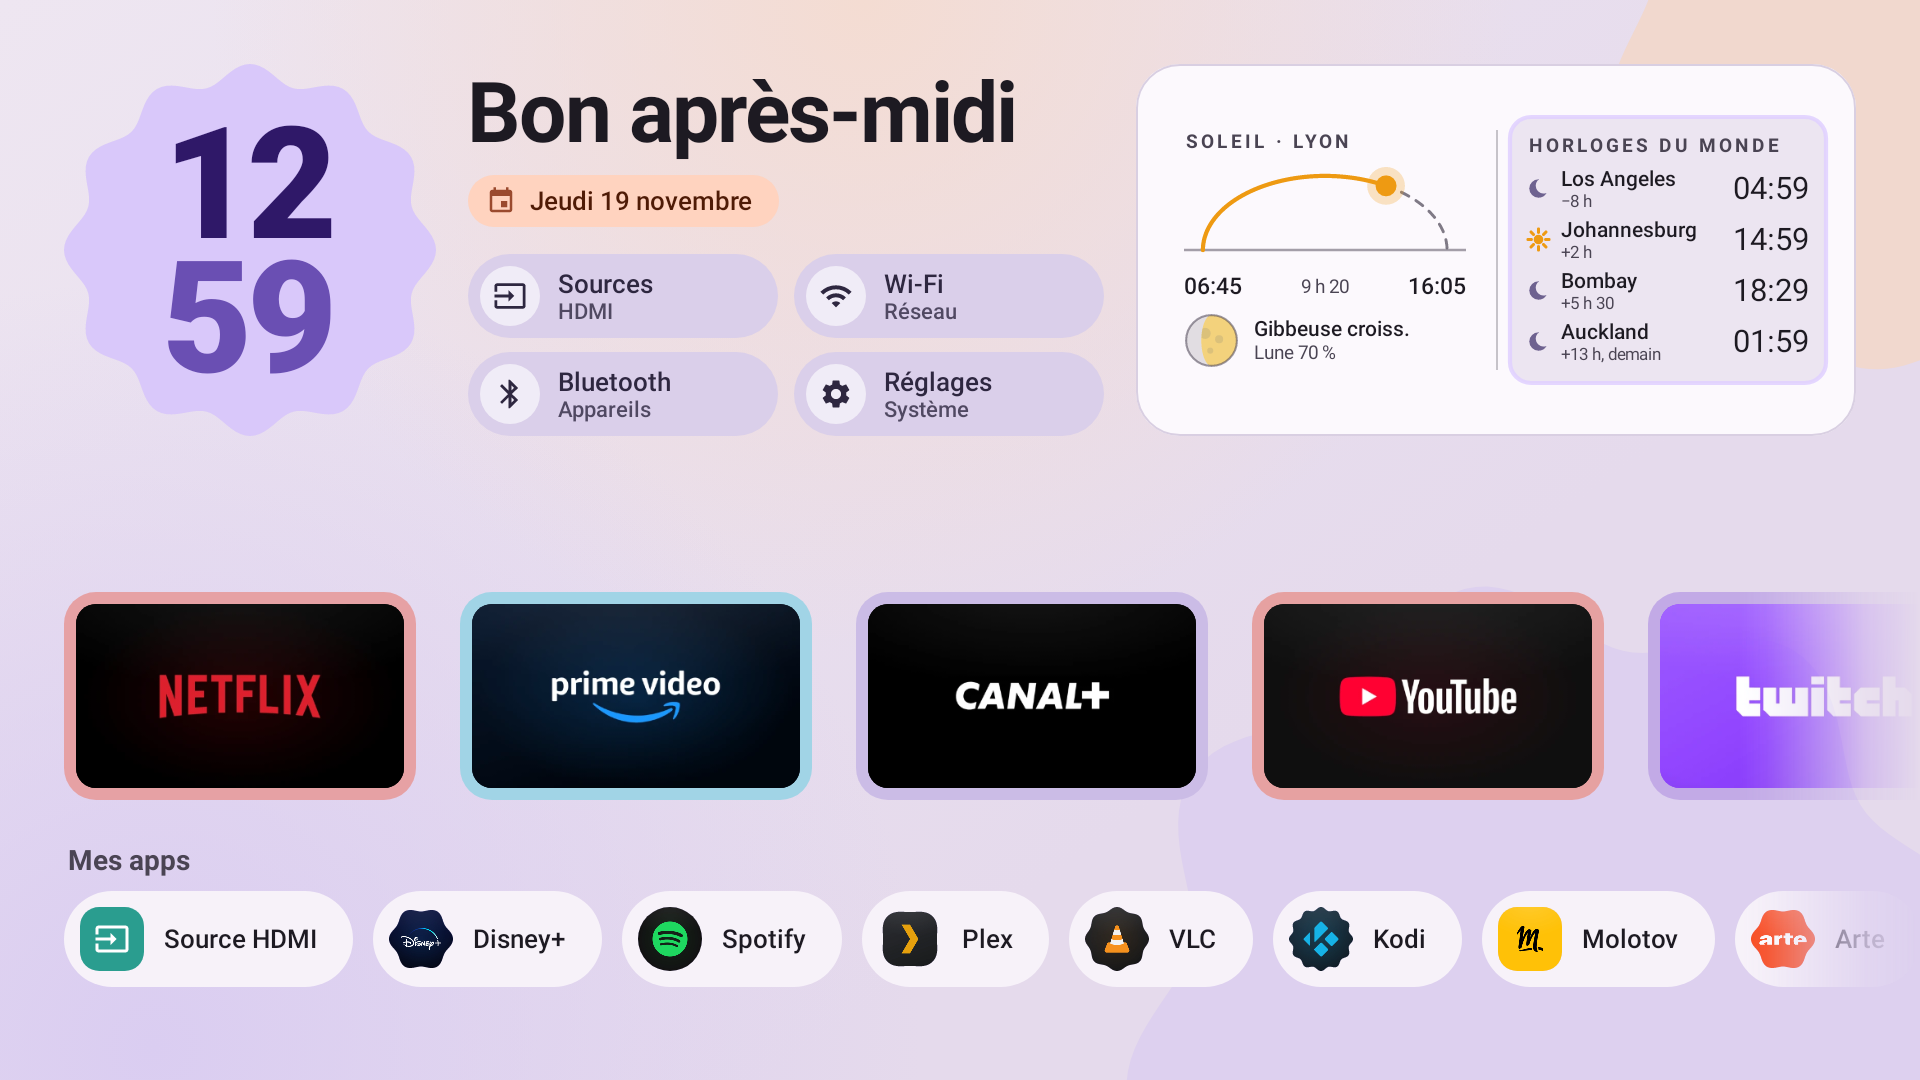 12
59
Bon après-midi
Jeudi 19 novembre
Sources
HDMI
Wi-Fi
Réseau
Bluetooth
Appareils
Réglages
Système
SOLEIL · LYON
06:45
9 h 20
16:05
Gibbeuse croiss.
Lune 70 %
HORLOGES DU MONDE
Los Angeles
−8 h
04:59
Johannesburg
+2 h
14:59
Bombay
+5 h 30
18:29
Auckland
+13 h, demain
01:59
NETFLIX
prime video
CANAL+
YouTube
twitch
Mes apps
Source HDMI
Disney+
Disney+
Spotify
Plex
VLC
Kodi
M.
Molotov
arte
Arte